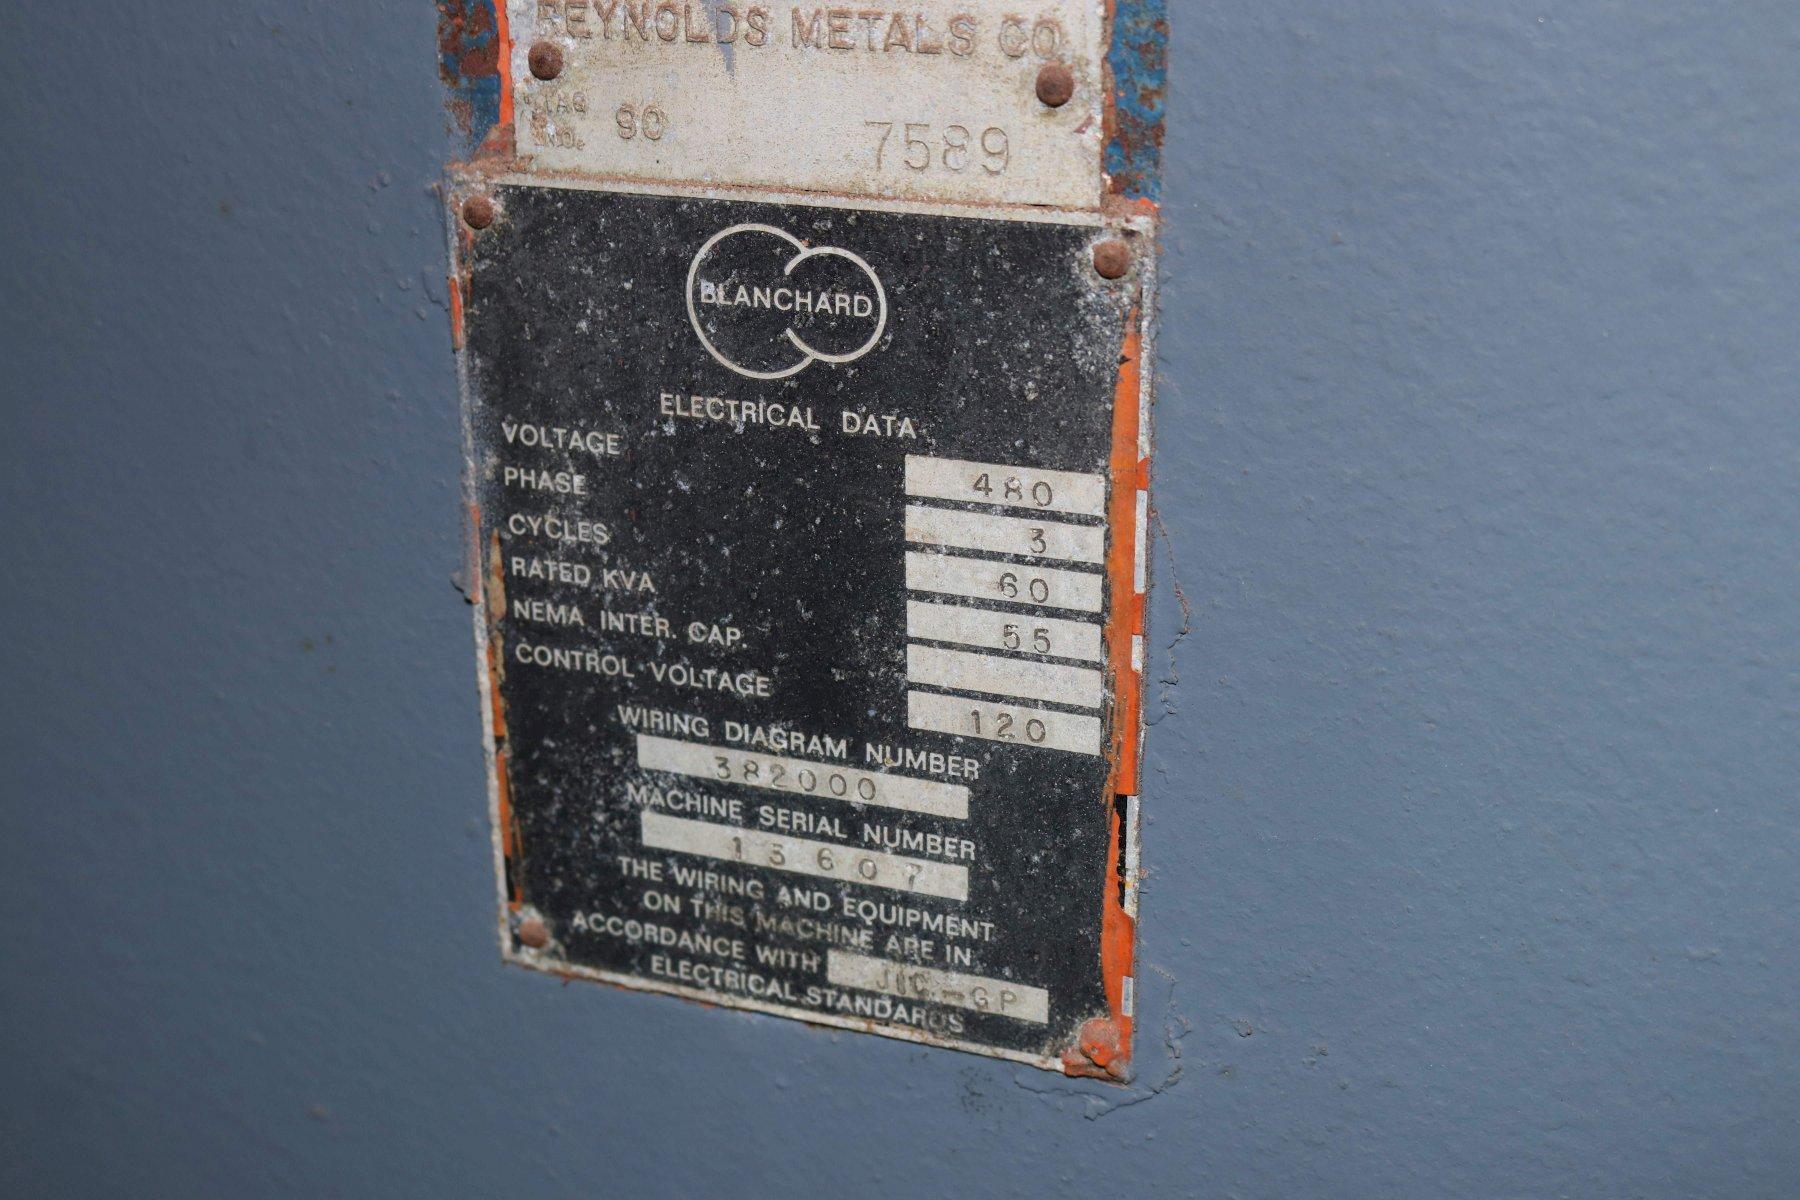 REYNOLDS METALS CO
90 7589
BLANCHARD
ELECTRICAL DATA
VOLTAGE 480
PHASE 3
CYCLES 60
RATED KVA 55
NEMA INTER. CAP.
CONTROL VOLTAGE 120
WIRING DIAGRAM NUMBER
382000
MACHINE SERIAL NUMBER
13607
THE WIRING AND EQUIPMENT
ON THIS MACHINE ARE IN
ACCORDANCE WITH JIC-GP
ELECTRICAL STANDARDS